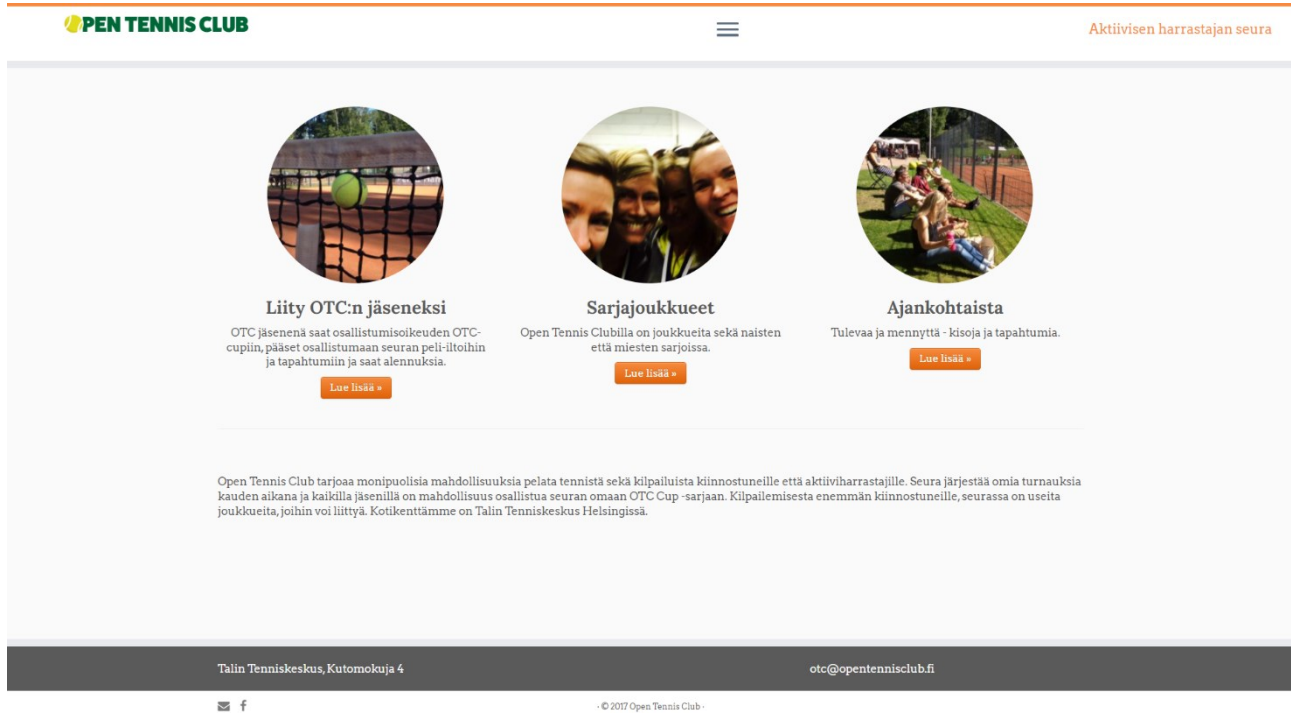 OPEN TENNIS CLUB
Aktiivisen harrastajan seura
Liity OTC:n jäseneksi
OTC jäsenenä saat osallistumisoikeuden OTC-
cupiin, pääset osallistumaan seuran peli-iltoihin
ja tapahtumiin ja saat alennuksia.
Lue lisää »
Sarjajoukkueet
Open Tennis Clubilla on joukkueita sekä naisten
että miesten sarjoissa.
Lue lisää »
Ajankohtaista
Tulevaa ja mennyttä - kisoja ja tapahtumia.
Lue lisää »
Open Tennis Club tarjoaa monipuolisia mahdollisuuksia pelata tennistä sekä kilpailuista kiinnostuneille että aktiiviharrastajille. Seura järjestää omia turnauksia
kauden aikana ja kaikilla jäsenillä on mahdollisuus osallistua seuran omaan OTC Cup -sarjaan. Kilpailemisesta enemmän kiinnostuneille, seurassa on useita
joukkueita, joihin voi liittyä. Kotikenttämme on Talin Tenniskeskus Helsingissä.
Talin Tenniskeskus, Kutomokuja 4
otc@opentennisclub.fi
· © 2017 Open Tennis Club ·